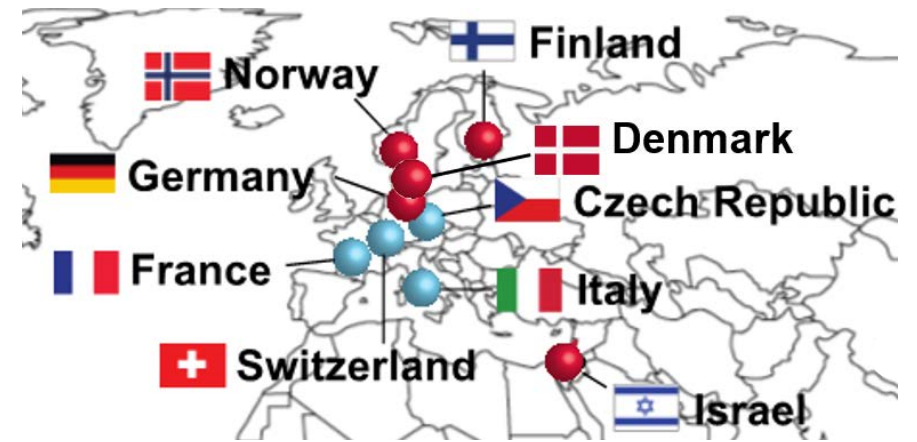 Finland
Norway
Denmark
Germany
Czech Republic
France
Italy
Switzerland
Israel